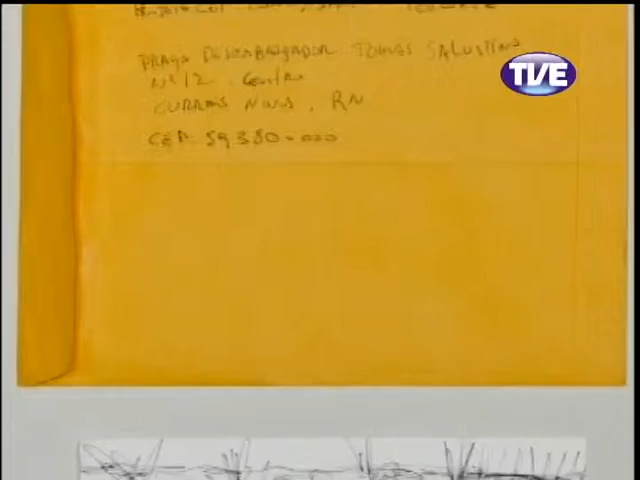 PRAÇA DESEMBARGADOR TOMAS SALUSTINO
Nº 12 . Centro
CURRAIS NOVOS , RN
CEP. 59380-000
TVE